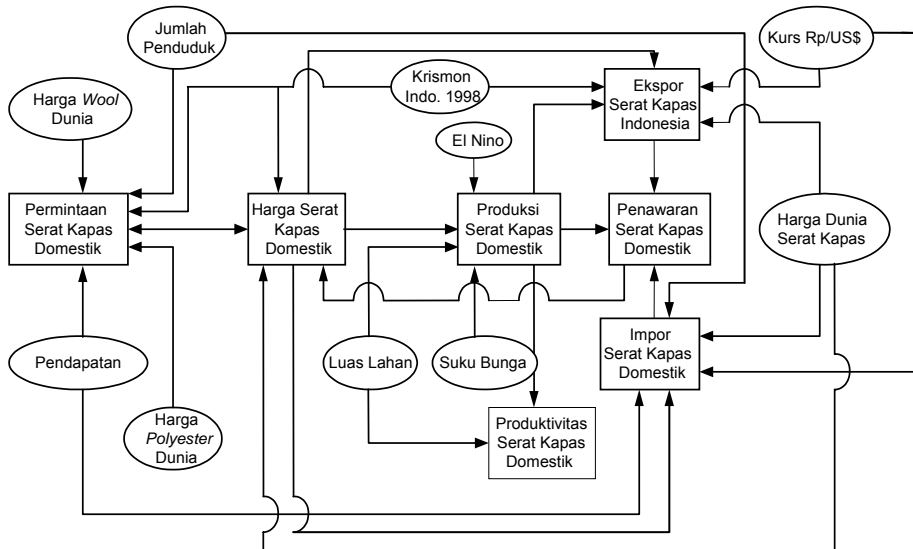 Jumlah
Penduduk
Kurs Rp/US$
Harga Wool
Dunia
Krismon
Indo. 1998
Ekspor
Serat Kapas
Indonesia
El Nino
Permintaan
Serat Kapas
Domestik
Harga Serat
Kapas
Domestik
Produksi
Serat Kapas
Domestik
Penawaran
Serat Kapas
Domestik
Harga Dunia
Serat Kapas
Pendapatan
Luas Lahan
Suku Bunga
Impor
Serat Kapas
Domestik
Harga
Polyester
Dunia
Produktivitas
Serat Kapas
Domestik